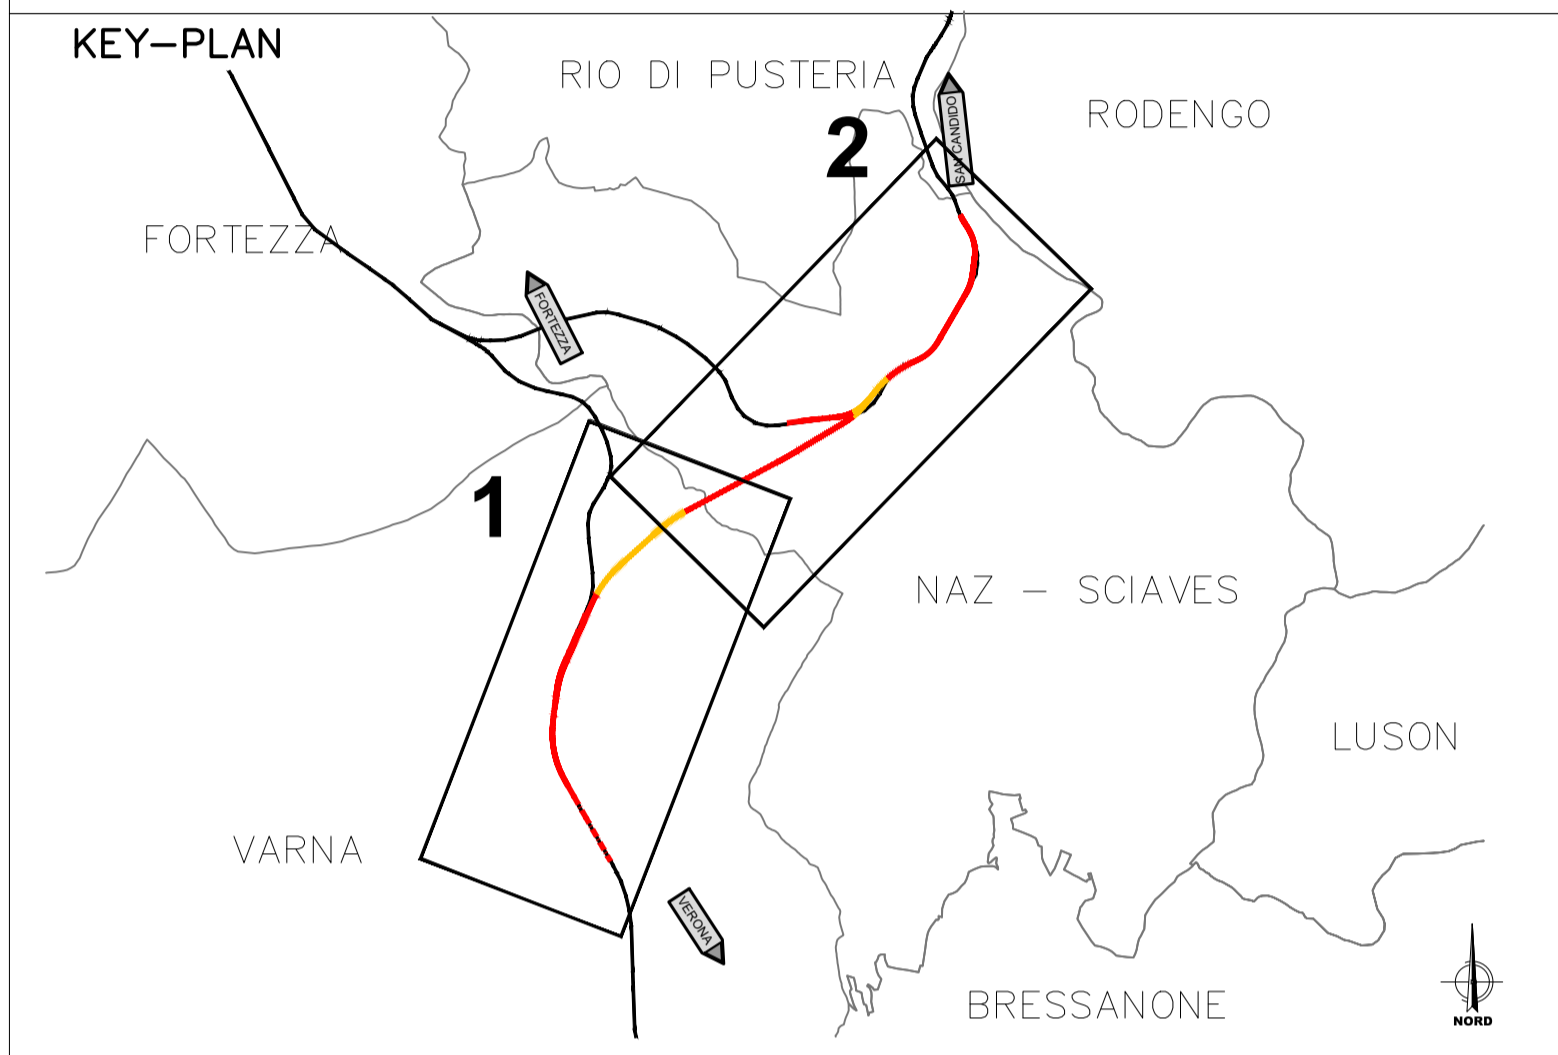 KEY-PLAN
RIO DI PUSTERIA
RODENGO
2
SAN CANDIDO
FORTEZZA
FORTEZZA
1
NAZ - SCIAVES
LUSON
VARNA
VERONA
BRESSANONE
NORD